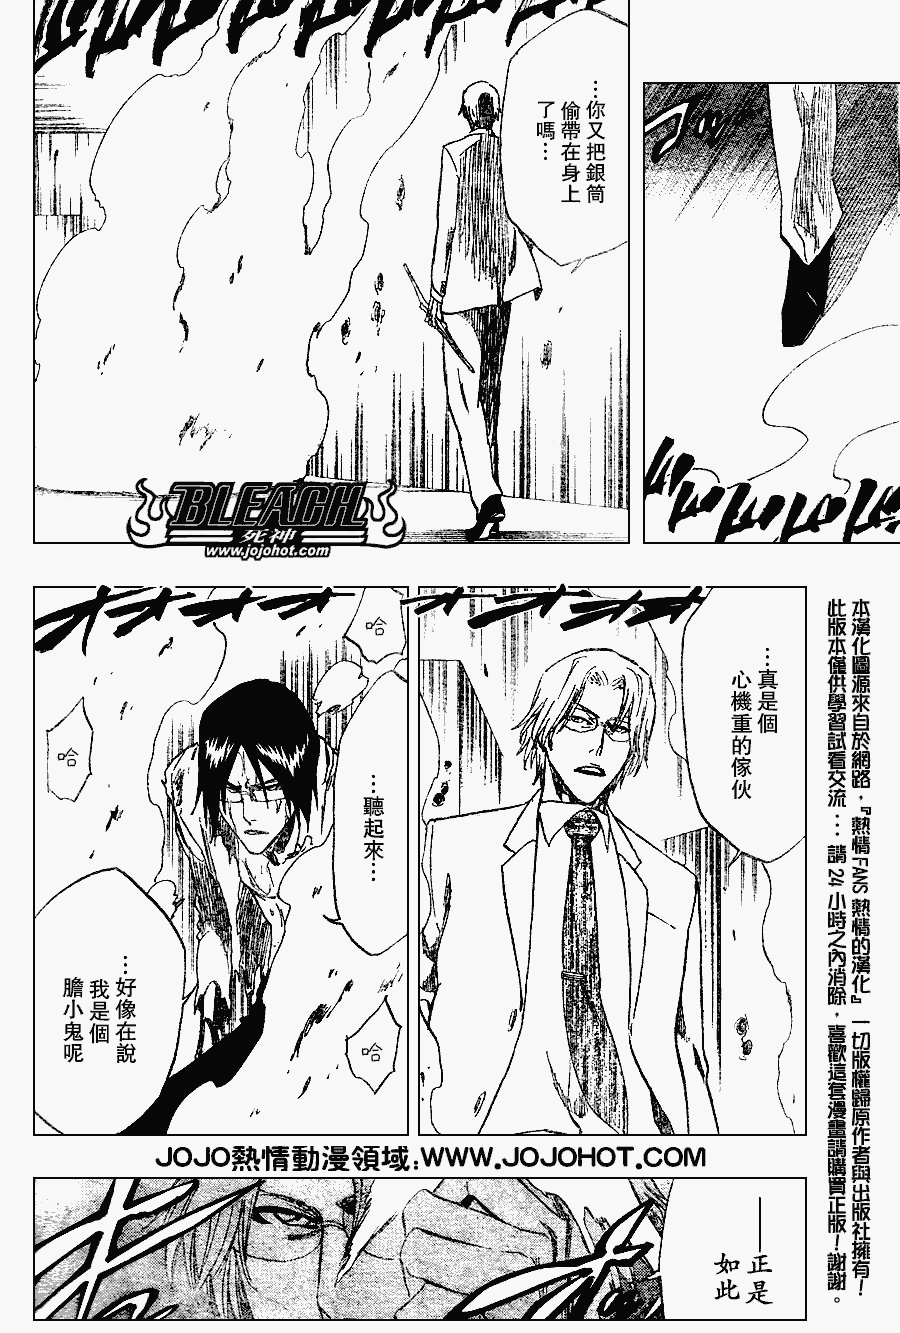 …你又把銀筒
偷帶在身上
了嗎…
BLEACH
死神
www.jojohot.com
…真是個
心機重的傢伙
哈
…聽起來…
哈
哈
…好像在說
我是個
膽小鬼呢
本漢化圖源來自於網路，『熱情FANS熱情的漢化』一切版權歸原作者與出版社擁有！
此版本僅供學習試看交流… 請24小時之內消除，喜歡這套漫畫請購買正版！謝謝。
JOJO熱情動漫領域:WWW.JOJOHOT.COM
——正是
如此